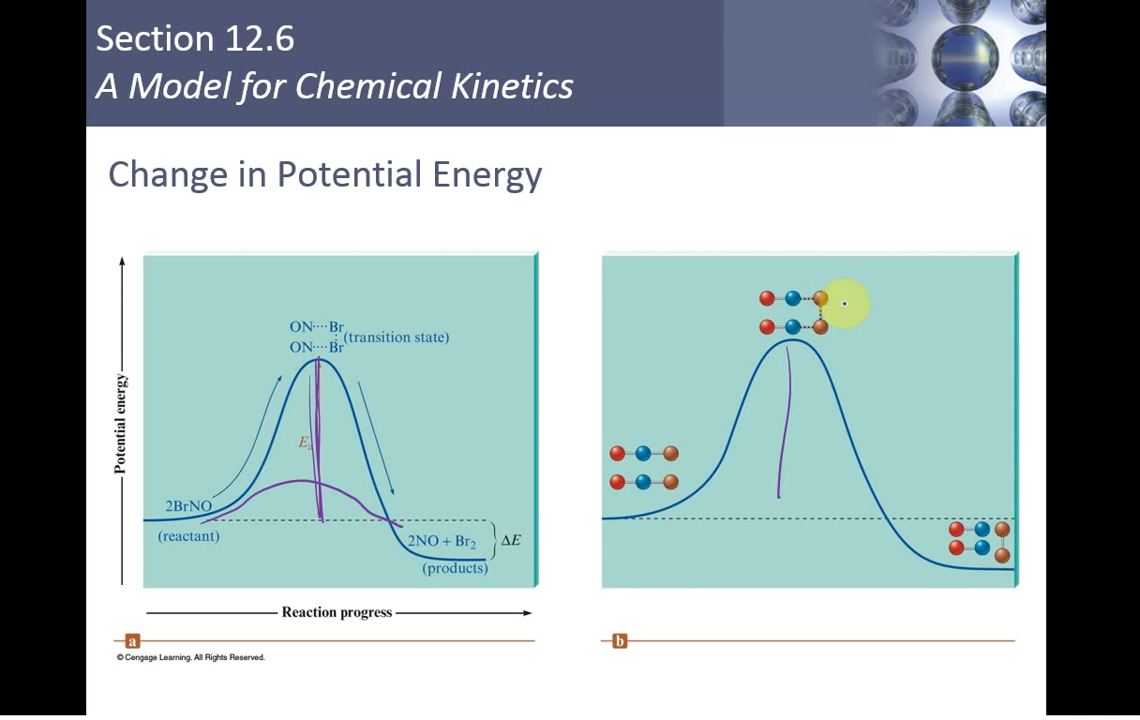 Section 12.6
A Model for Chemical Kinetics
Change in Potential Energy
Potential energy
ON····Br
ON····Br
(transition state)
Ea
2BrNO
(reactant)
2NO + Br₂
(products)
ΔE
Reaction progress
a
b
© Cengage Learning. All Rights Reserved.